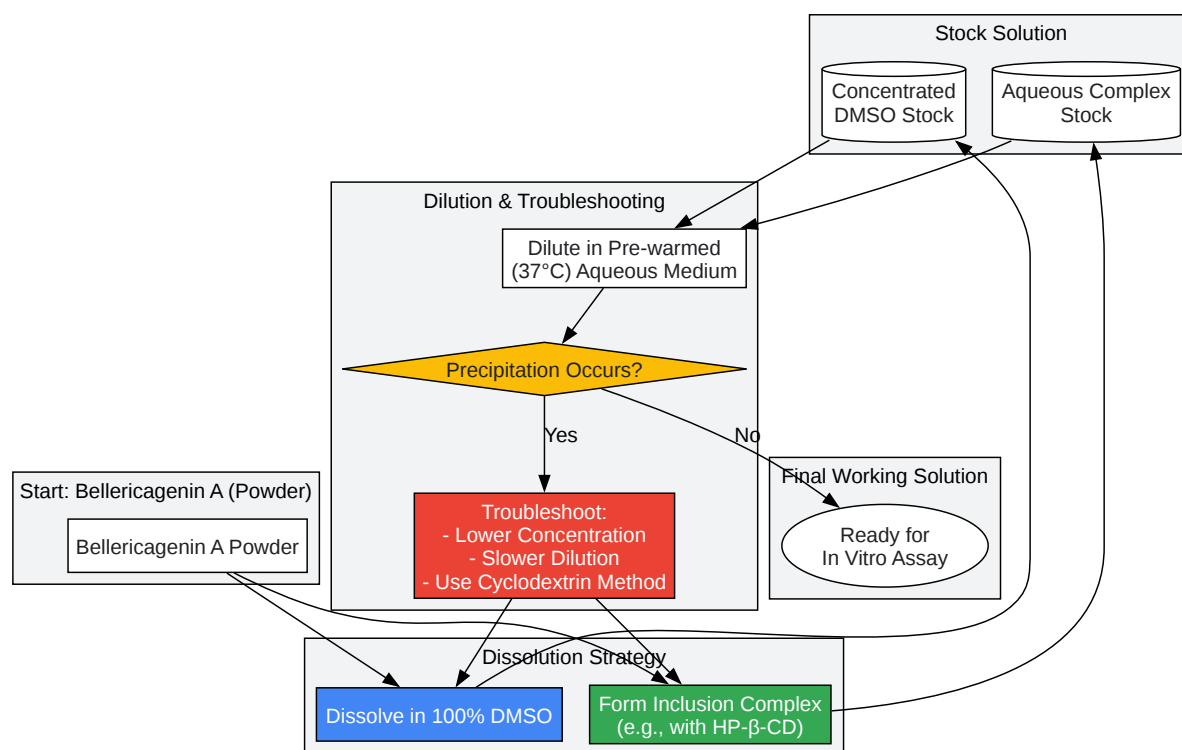 Stock Solution
Concentrated
DMSO Stock
Aqueous Complex
Stock
Dilution & Troubleshooting
Dilute in Pre-warmed
(37°C) Aqueous Medium
Precipitation Occurs?
Yes
No
Start: Bellericagenin A (Powder)
Bellericagenin A Powder
Troubleshoot:
- Lower Concentration
- Slower Dilution
- Use Cyclodextrin Method
Final Working Solution
Ready for
In Vitro Assay
Dissolution Strategy
Dissolve in 100% DMSO
Form Inclusion Complex
(e.g., with HP-β-CD)